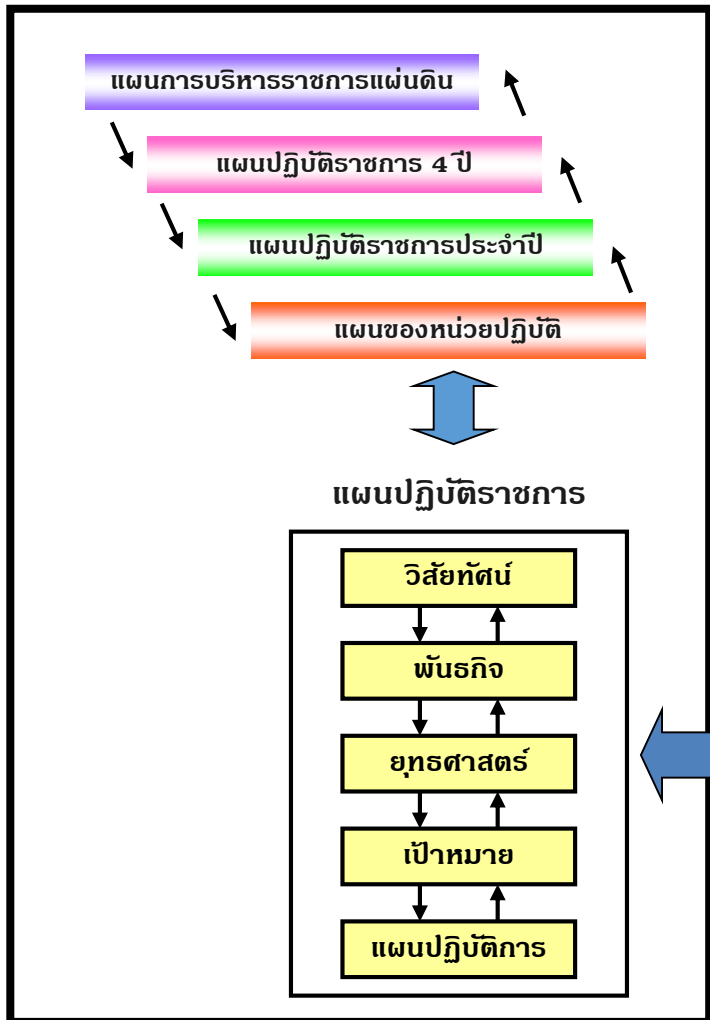 แผนการบริหารราชการแผ่นดิน
แผนปฏิบัติราชการ 4 ปี
แผนปฏิบัติราชการประจำปี
แผนของหน่วยปฏิบัติ
แผนปฏิบัติราชการ
วิสัยทัศน์
พันธกิจ
ยุทธศาสตร์
เป้าหมาย
แผนปฏิบัติการ